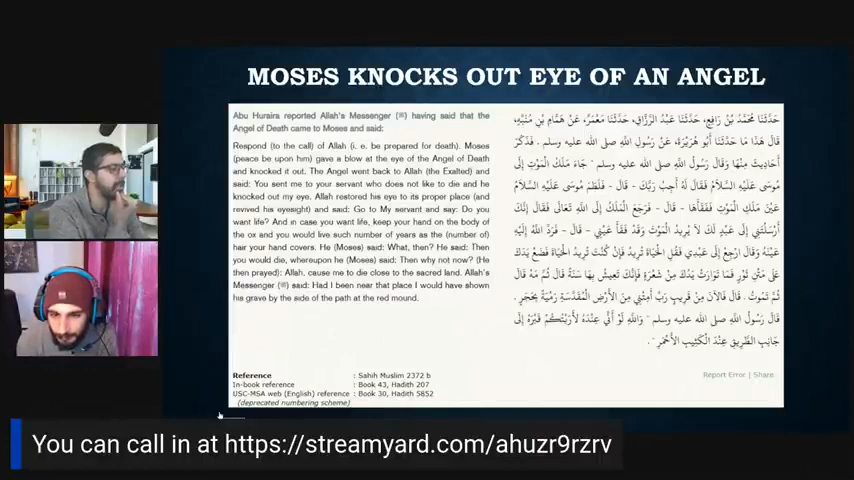 MOSES KNOCKS OUT EYE OF AN ANGEL
Abu Huraira reported Allah's Messenger (ﷺ) having said that the
Angel of Death came to Moses and said:
Respond (to the call) of Allah (i. e. be prepared for death). Moses
(peace be upon him) gave a blow at the eye of the Angel of Death
and knocked it out. The Angel went back to Allah (the Exalted) and
said: You sent me to your servant who does not like to die and he
knocked out my eye. Allah restored his eye to its proper place (and
revived his eyesight) and said: Go to My servant and say: Do you
want life? And in case you want life, keep your hand on the body of
the ox and you would live such number of years as the (number of)
hair your hand covers. He (Moses) said: What, then? He said: Then
you would die, whereupon he (Moses) said: Then why not now? (He
then prayed): Allah, cause me to die close to the sacred land. Allah's
Messenger (ﷺ) said: Had I been near that place I would have shown
his grave by the side of the path at the red mound.
حَدَّثَنَا مُحَمَّدُ بْنُ رَافِعٍ، حَدَّثَنَا عَبْدُ الرَّزَّاقِ، حَدَّثَنَا مَعْمَرٌ، عَنْ هَمَّامِ بْنِ مُنَبِّهٍ،
قَالَ هَذَا مَا حَدَّثَنَا أَبُو هُرَيْرَةَ، عَنْ رَسُولِ اللَّهِ صلى الله عليه وسلم . فَذَكَرَ
أَحَادِيثَ مِنْهَا وَقَالَ رَسُولُ اللَّهِ صلى الله عليه وسلم " جَاءَ مَلَكُ الْمَوْتِ إِلَى
مُوسَى عَلَيْهِ السَّلاَمُ فَقَالَ لَهُ أَجِبْ رَبَّكَ - قَالَ - فَلَطَمَ مُوسَى عَلَيْهِ السَّلاَمُ
عَيْنَ مَلَكِ الْمَوْتِ فَفَقَأَهَا - قَالَ - فَرَجَعَ الْمَلَكُ إِلَى اللَّهِ تَعَالَى فَقَالَ إِنَّكَ
أَرْسَلْتَنِي إِلَى عَبْدٍ لَكَ لاَ يُرِيدُ الْمَوْتَ وَقَدْ فَقَأَ عَيْنِي - قَالَ - فَرَدَّ اللَّهُ إِلَيْهِ
عَيْنَهُ وَقَالَ ارْجِعْ إِلَى عَبْدِي فَقُلِ الْحَيَاةَ تُرِيدُ فَإِنْ كُنْتَ تُرِيدُ الْحَيَاةَ فَضَعْ يَدَكَ
عَلَى مَتْنِ ثَوْرٍ فَمَا تَوَارَتْ يَدُكَ مِنْ شَعْرَةٍ فَإِنَّكَ تَعِيشُ بِهَا سَنَةً قَالَ ثُمَّ مَهْ قَالَ
ثُمَّ تَمُوتُ . قَالَ فَالآنَ مِنْ قَرِيبٍ رَبِّ أَمِتْنِي مِنَ الأَرْضِ الْمُقَدَّسَةِ رَمْيَةً بِحَجَرٍ .
قَالَ رَسُولُ اللَّهِ صلى الله عليه وسلم " وَاللَّهِ لَوْ أَنِّي عِنْدَهُ لأَرَيْتُكُمْ قَبْرَهُ إِلَى
جَانِبِ الطَّرِيقِ عِنْدَ الْكَثِيبِ الأَحْمَرِ " .
Reference : Sahih Muslim 2372 b
In-book reference : Book 43, Hadith 207
USC-MSA web (English) reference : Book 30, Hadith 5852
(deprecated numbering scheme)
Report Error | Share
You can call in at https://streamyard.com/ahuzr9rzrv